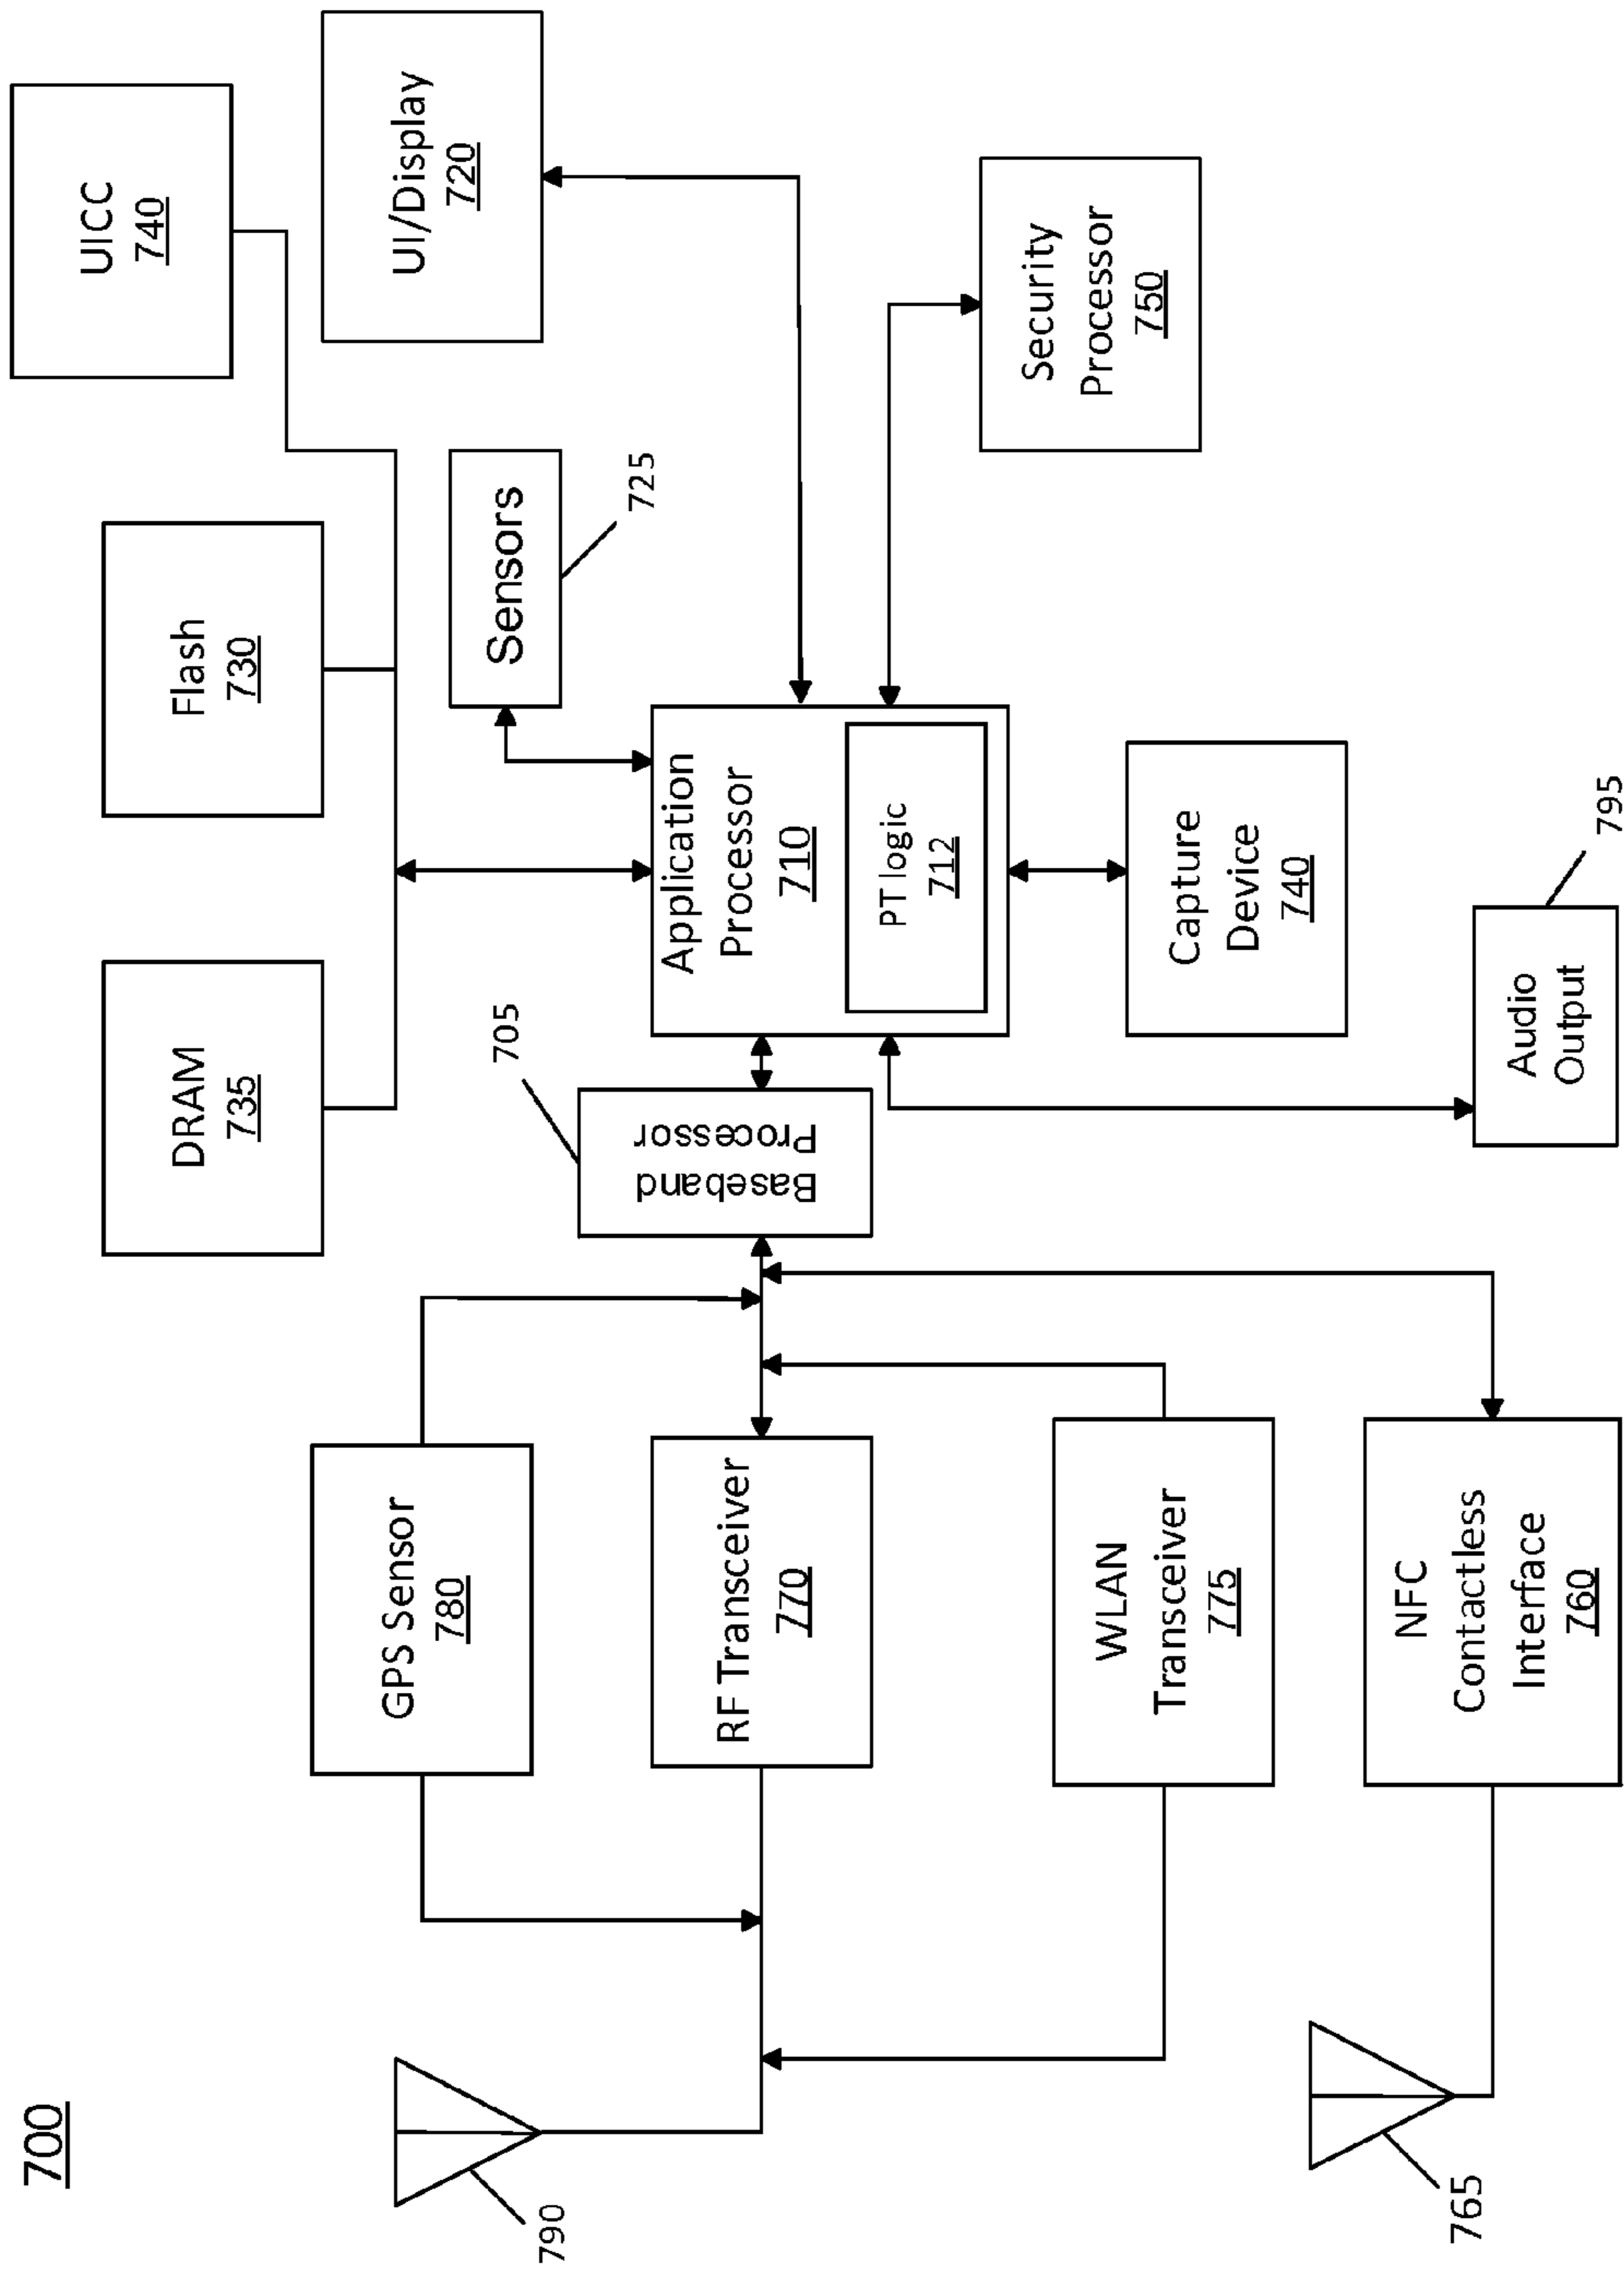 700
UICC
740
Flash
730
DRAM
735
UI/Display
720
Sensors
725
GPS Sensor
780
790
705
Baseband
Processor
Application
Processor
710
PT logic
712
RF Transceiver
770
Security
Processor
750
Capture
Device
740
WLAN
Transceiver
775
NFC
Contactless
Interface
760
765
Audio
Output
795